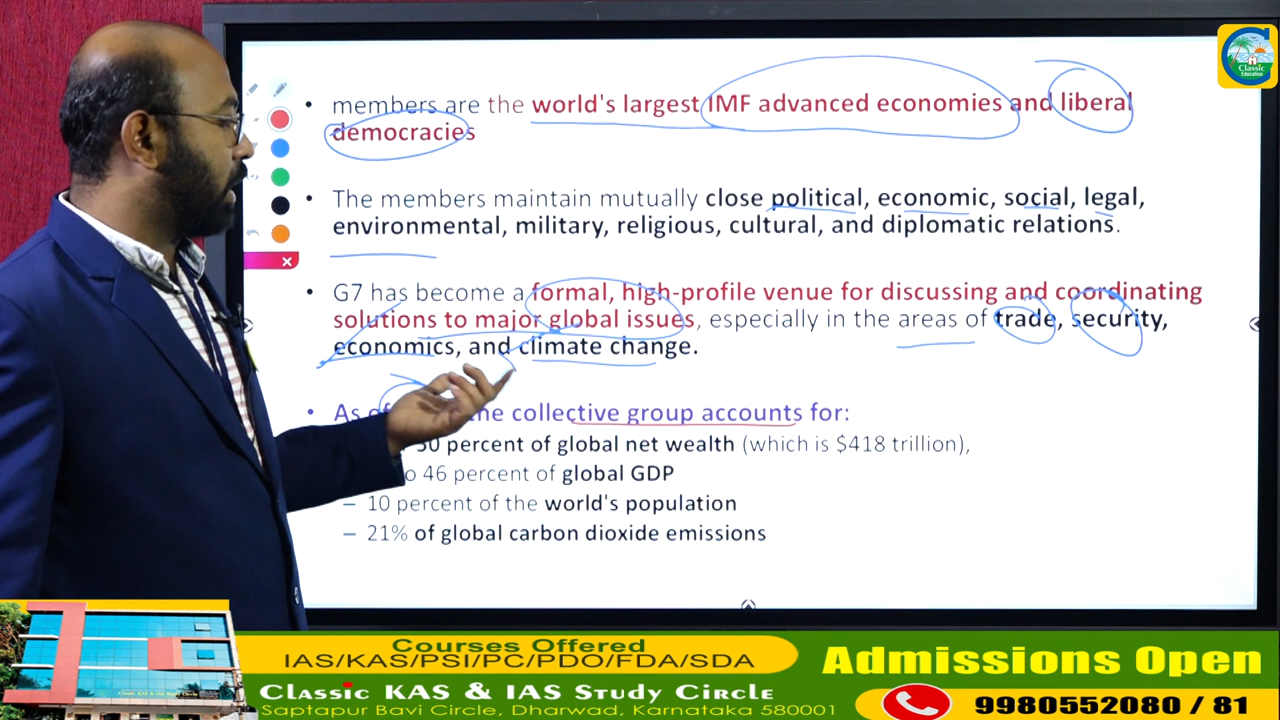 Classic
Education
• members are the world's largest IMF advanced economies and liberal
democracies
• The members maintain mutually close political, economic, social, legal,
environmental, military, religious, cultural, and diplomatic relations.
• G7 has become a formal, high-profile venue for discussing and coordinating
solutions to major global issues, especially in the areas of trade, security,
economics, and climate change.
• As of the collective group accounts for:
50 percent of global net wealth (which is $418 trillion),
46 percent of global GDP
– 10 percent of the world's population
– 21% of global carbon dioxide emissions
Courses Offered
IAS/KAS/PSI/PC/PDO/FDA/SDA
Classic KAS & IAS Study Circle
Saptapur Bavi Circle, Dharwad, Karnataka 580001
Admissions Open
9980552080 / 81